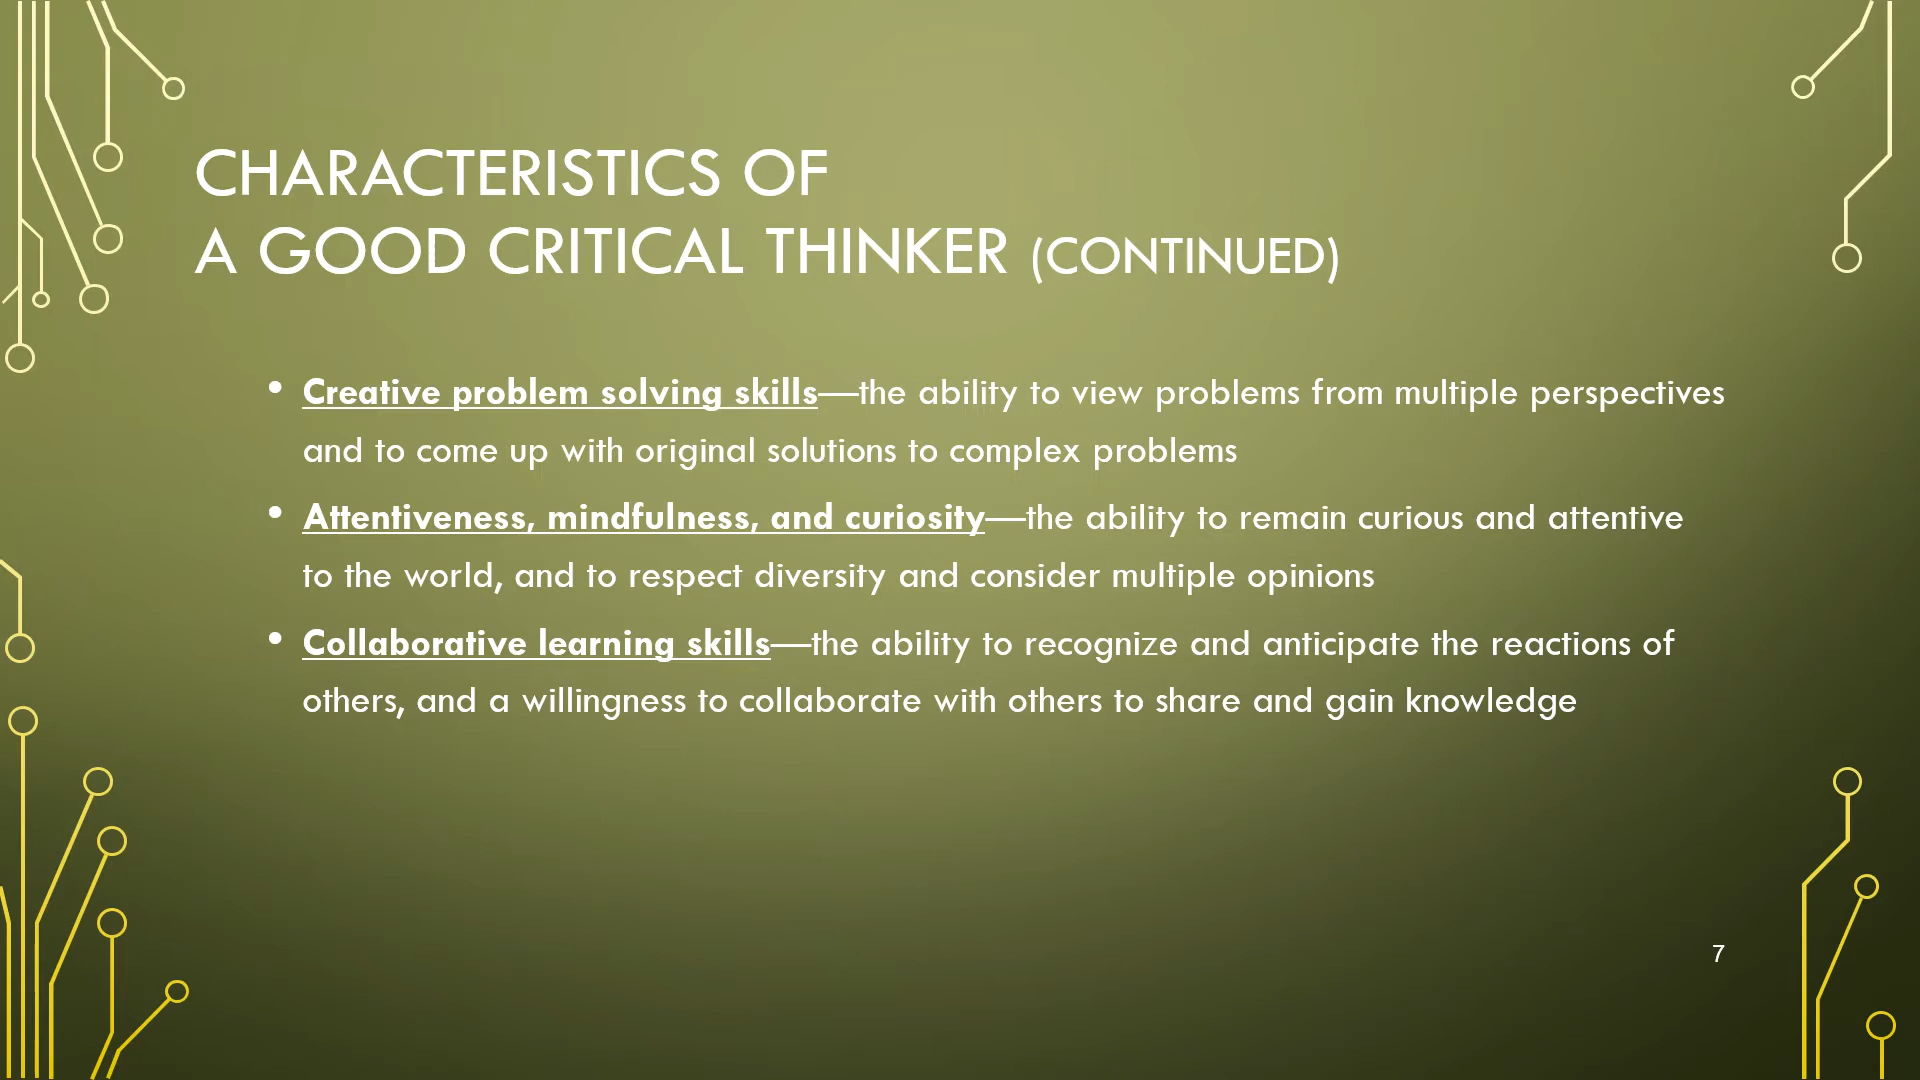 CHARACTERISTICS OF
A GOOD CRITICAL THINKER (CONTINUED)
• Creative problem solving skills—the ability to view problems from multiple perspectives
and to come up with original solutions to complex problems
• Attentiveness, mindfulness, and curiosity—the ability to remain curious and attentive
to the world, and to respect diversity and consider multiple opinions
• Collaborative learning skills—the ability to recognize and anticipate the reactions of
others, and a willingness to collaborate with others to share and gain knowledge
7